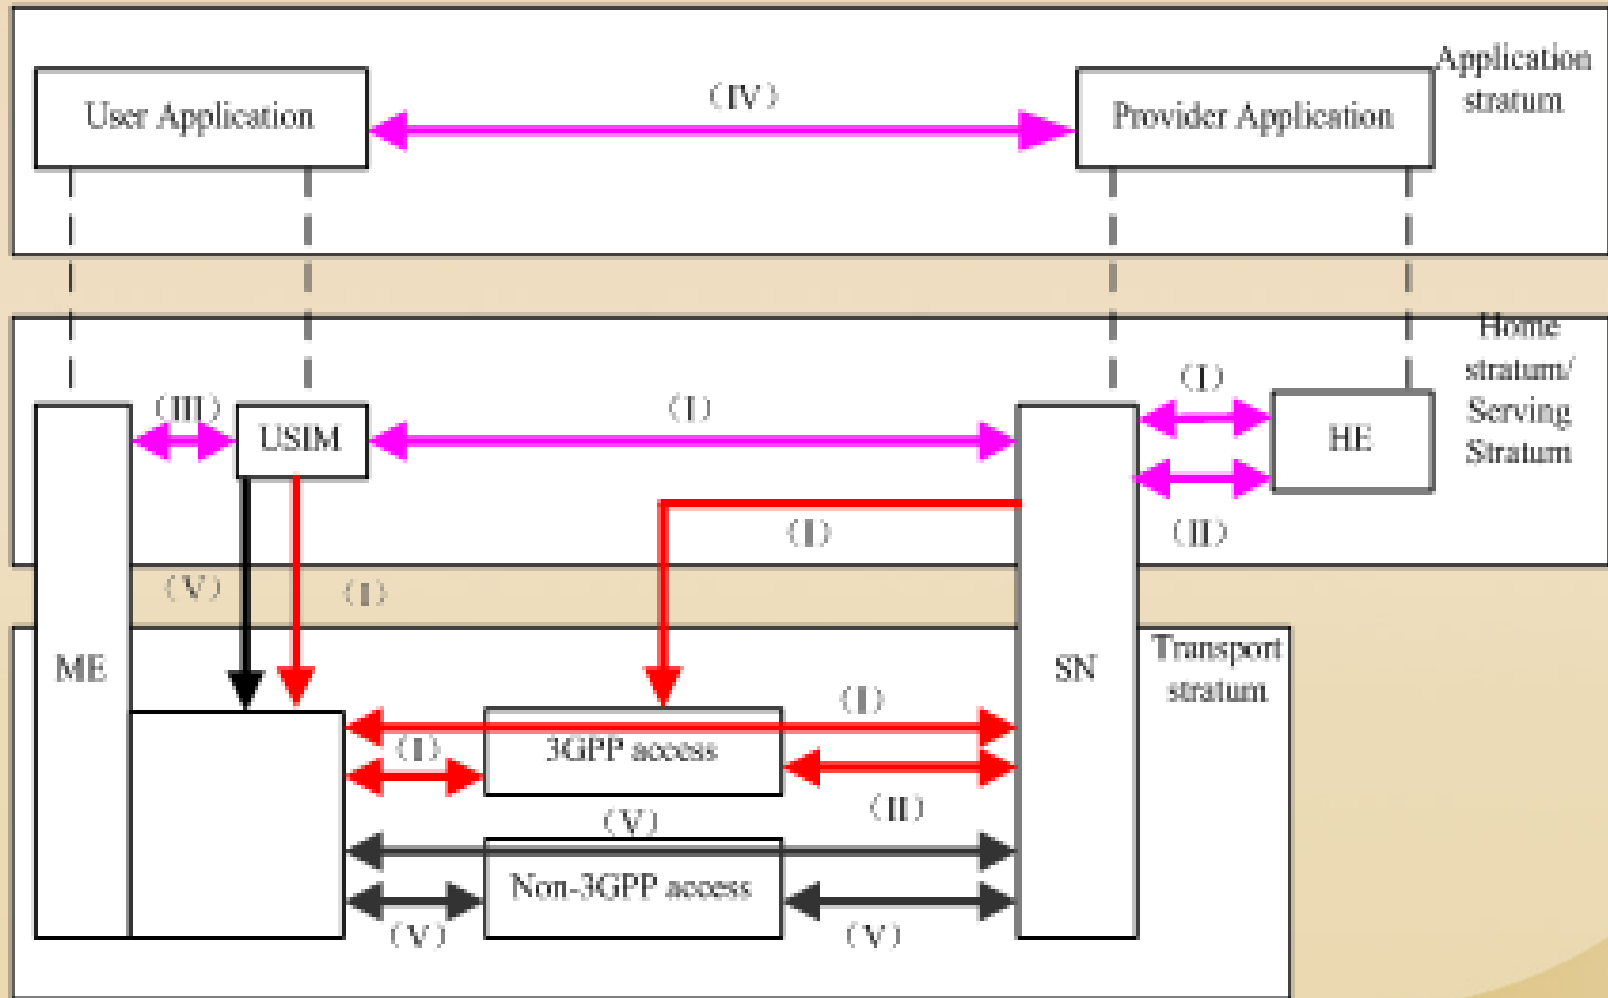 Application
stratum
User Application
(IV)
Provider Application
Home
stratum/
Serving
Stratum
(III)
USIM
(I)
(I)
HE
(II)
(I)
(V)
(I)
ME
SN
Transport
stratum
(I)
(I)
3GPP access
(II)
(V)
Non-3GPP access
(V)
(V)